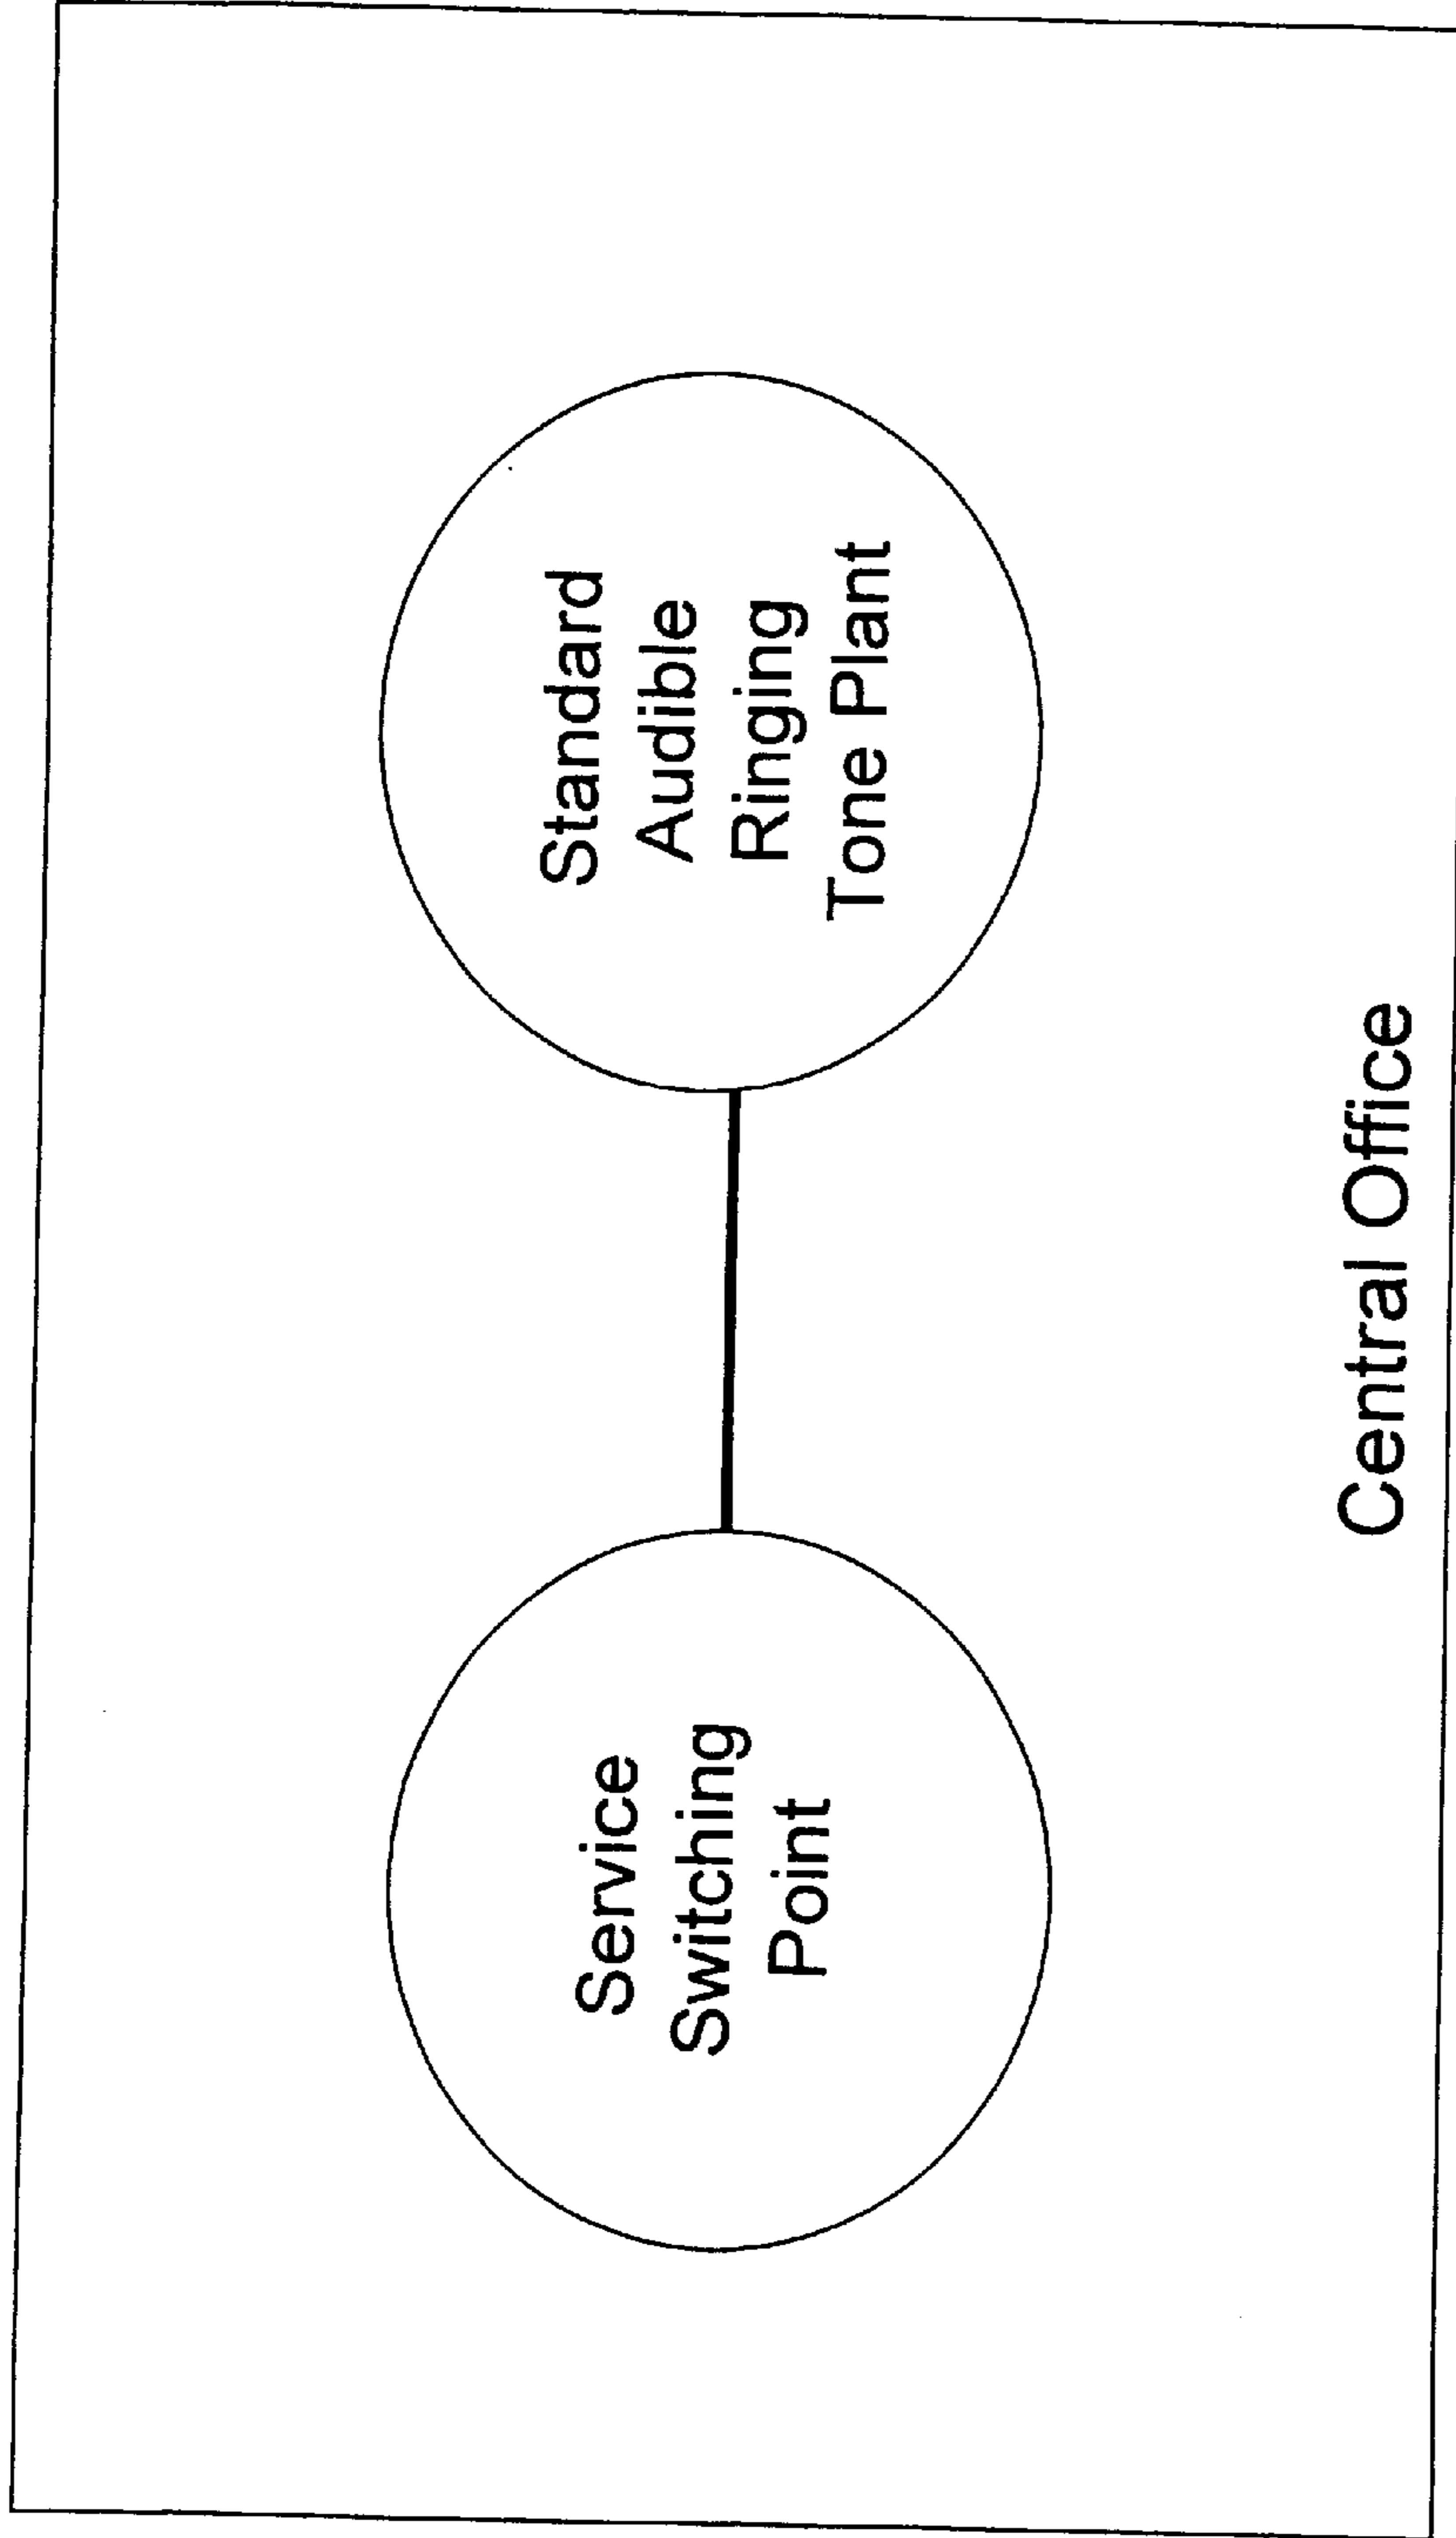 Service
Switching
Point
Standard
Audible
Ringing
Tone Plant
Central Office